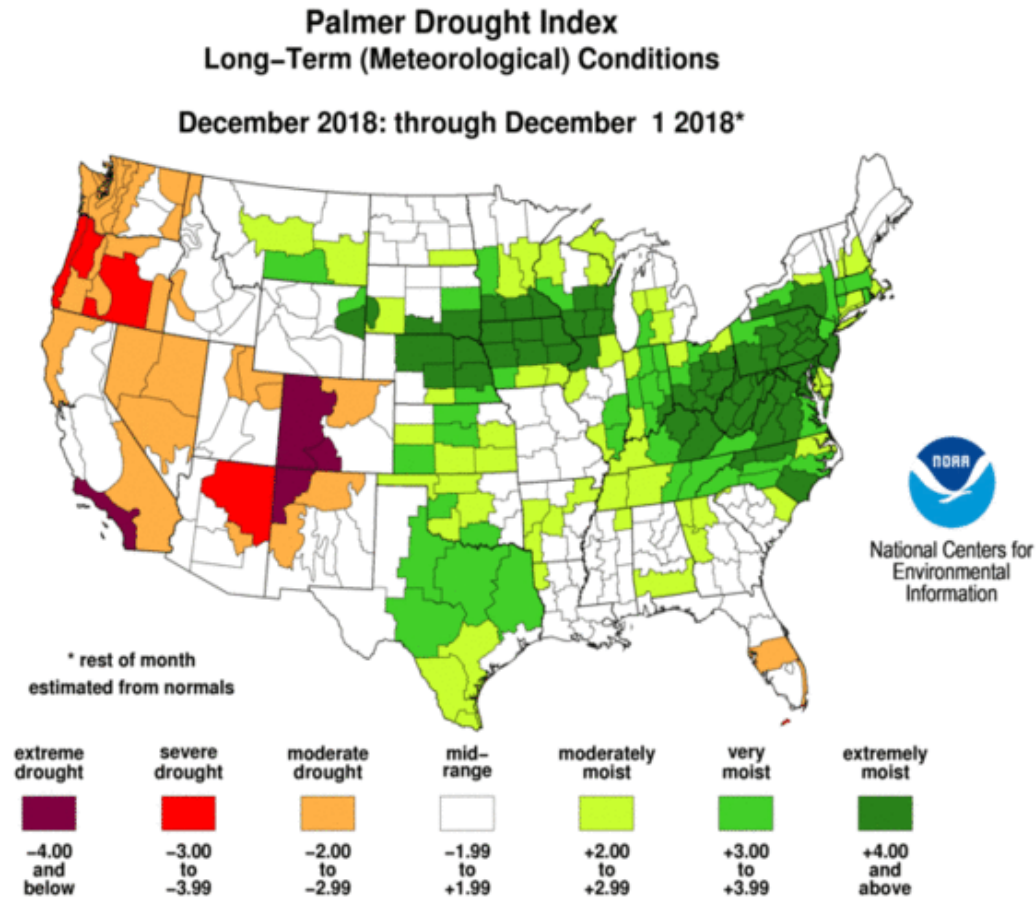 Palmer Drought Index
Long−Term (Meteorological) Conditions
December 2018: through December 1 2018*
NOAA
National Centers for
Environmental
Information
* rest of month
estimated from normals
extreme drought
−4.00 and below
severe drought
−3.00 to −3.99
moderate drought
−2.00 to −2.99
mid− range
−1.99 to +1.99
moderately moist
+2.00 to +2.99
very moist
+3.00 to +3.99
extremely moist
+4.00 and above